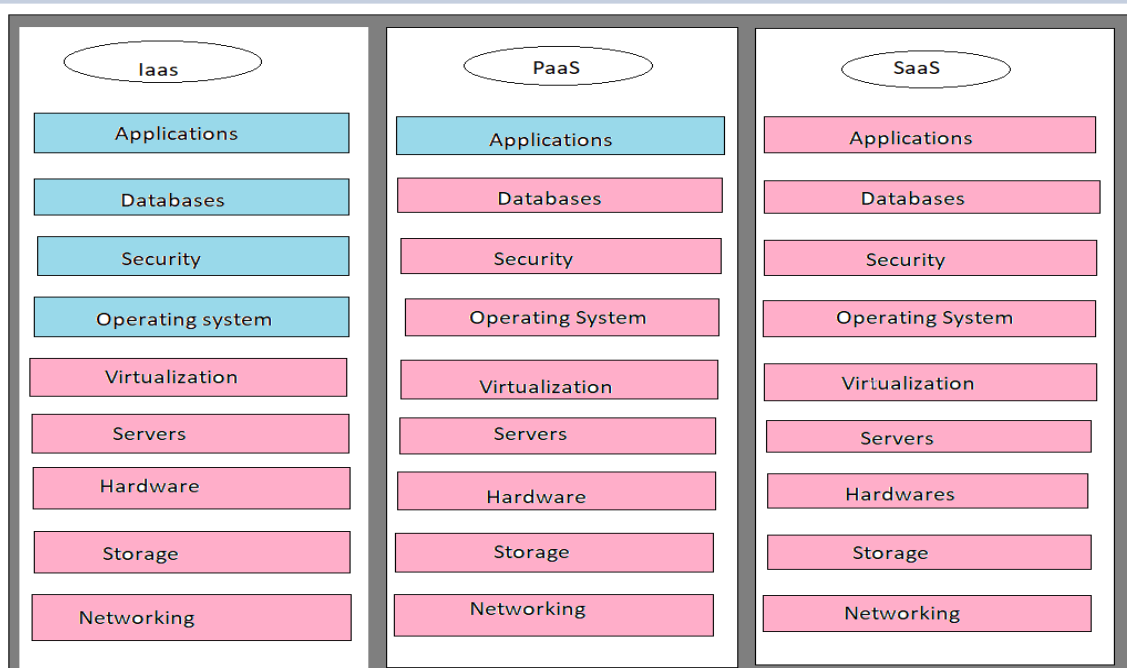 Iaas
Applications
Databases
Security
Operating system
Virtualization
Servers
Hardware
Storage
Networking
PaaS
Applications
Databases
Security
Operating System
Virtualization
Servers
Hardware
Storage
Networking
SaaS
Applications
Databases
Security
Operating System
Virtualization
Servers
Hardwares
Storage
Networking